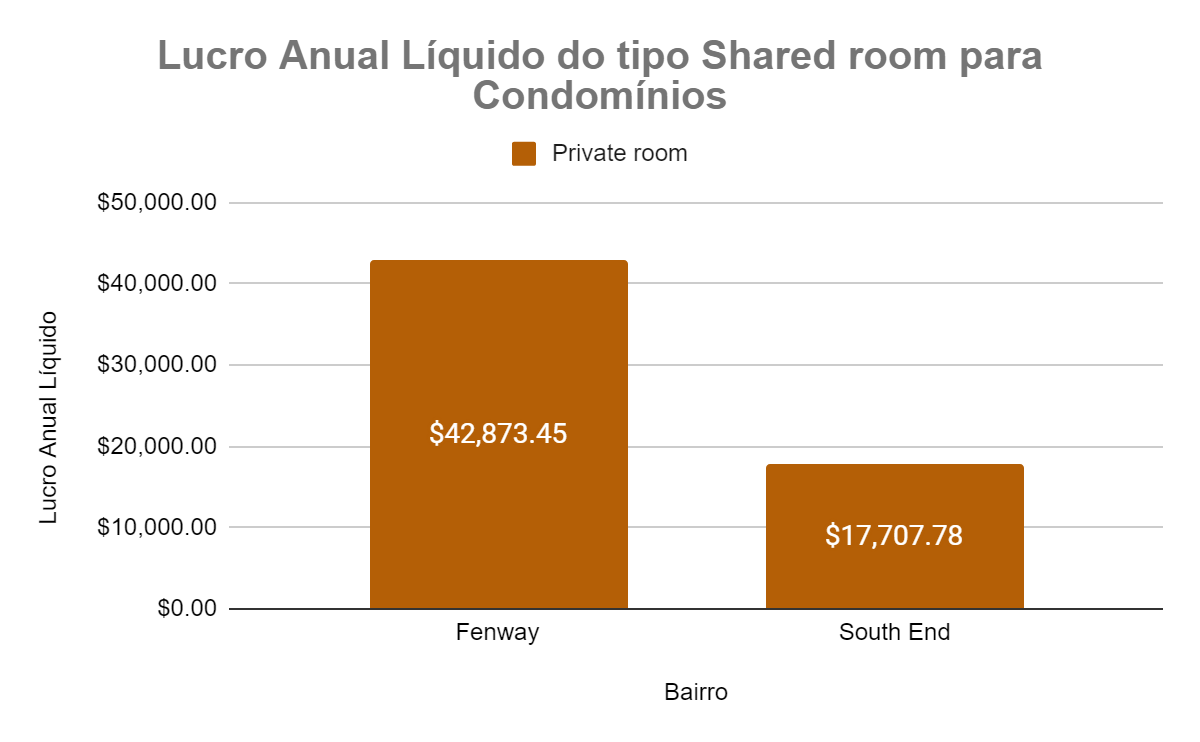 Lucro Anual Líquido do tipo Shared room para
Condomínios
Private room
$50,000.00
$40,000.00
$30,000.00
$20,000.00
$10,000.00
$0.00
Lucro Anual Líquido
$42,873.45
$17,707.78
Fenway
South End
Bairro